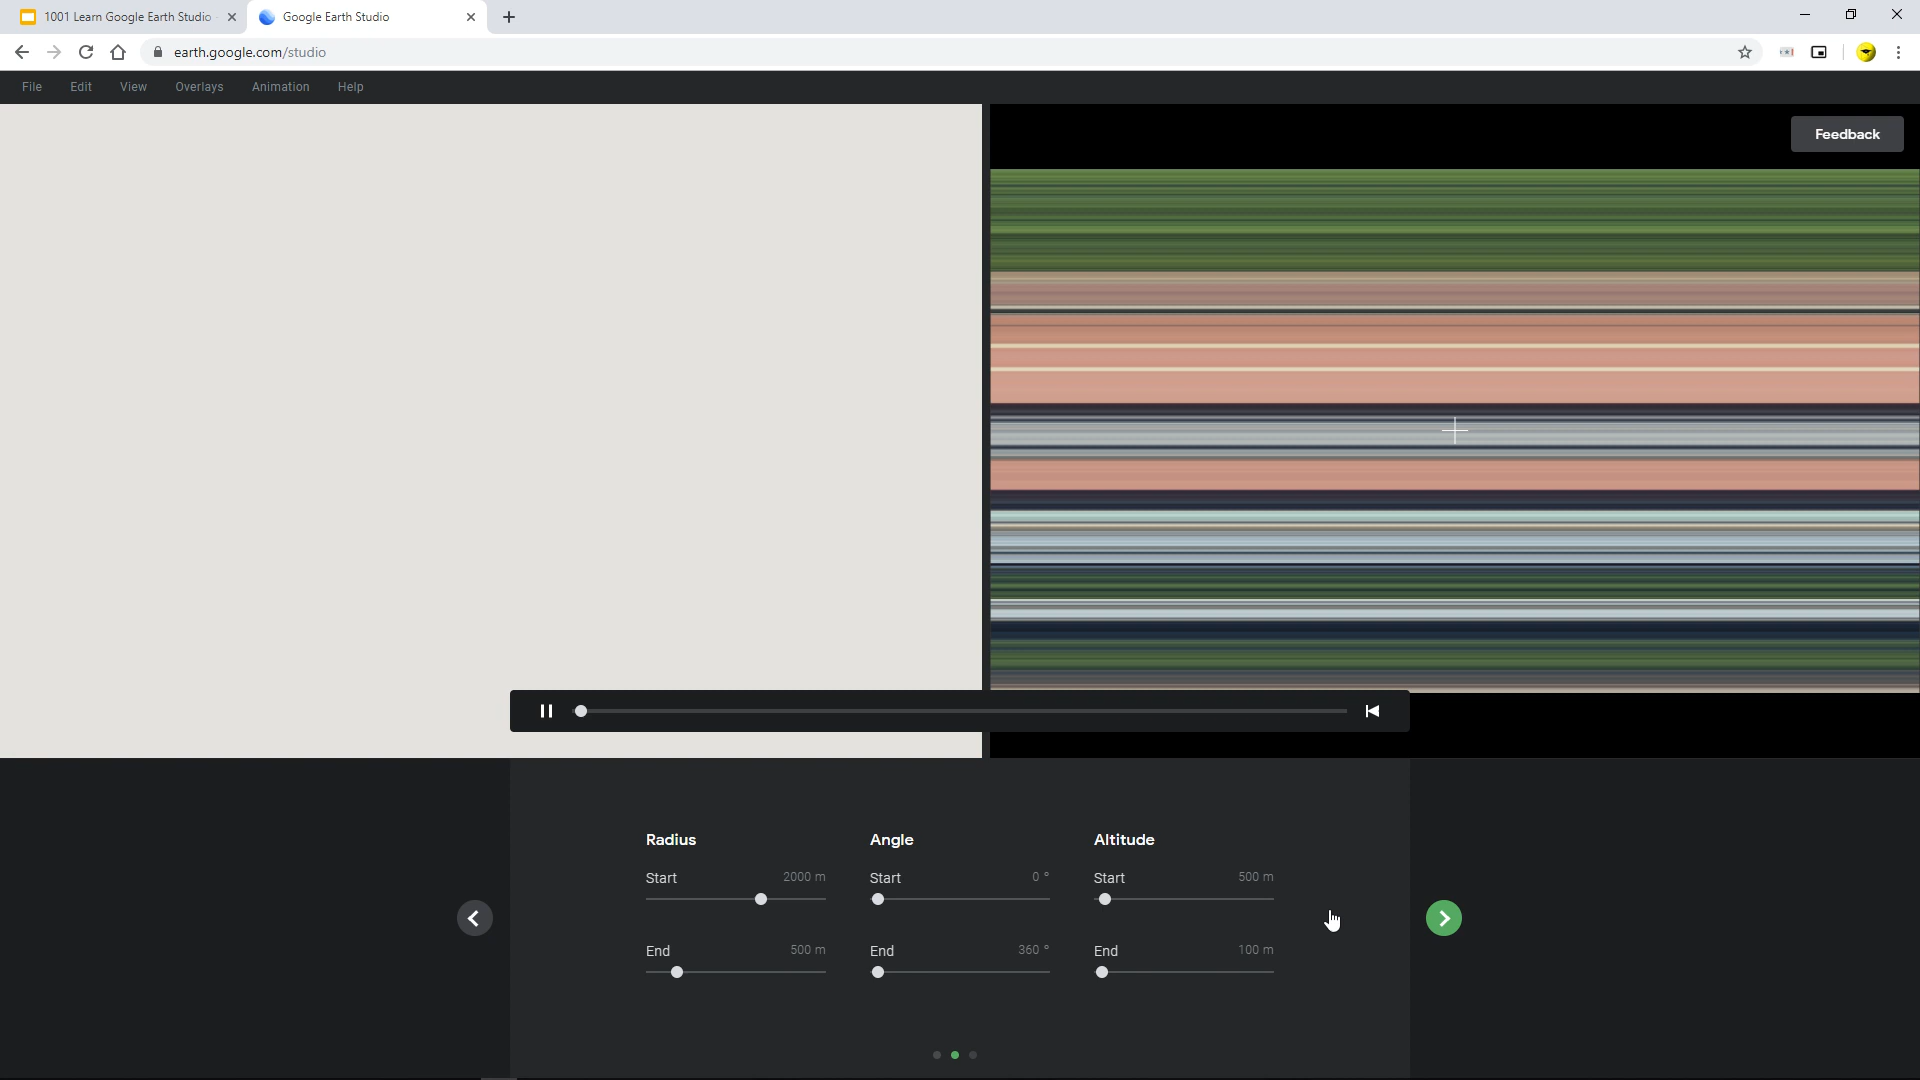 1001 Learn Google Earth Studio
Google Earth Studio
earth.google.com/studio
File Edit View Overlays Animation Help
Feedback
Radius Angle Altitude
Start 2000 m Start 0 ° Start 500 m
End 500 m End 360 ° End 100 m